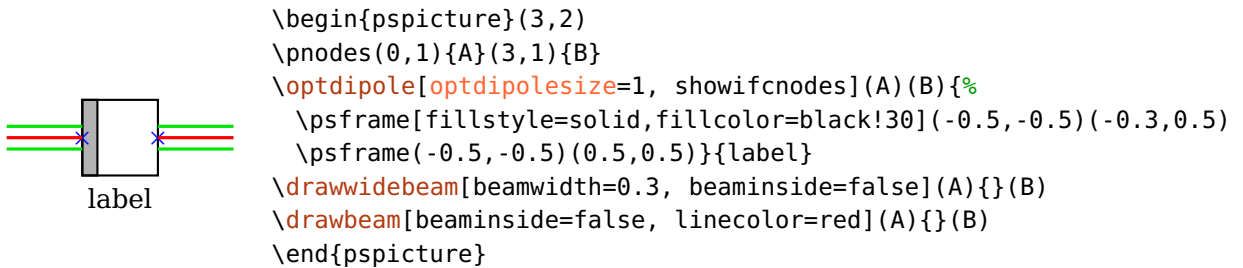 \begin{pspicture}(3,2)
\pnodes(0,1){A}(3,1){B}
\optdipole[optdipolesize=1, showifcnodes](A)(B){%
\psframe[fillstyle=solid,fillcolor=black!30](-0.5,-0.5)(-0.3,0.5)
\psframe(-0.5,-0.5)(0.5,0.5)}{label}
\drawwidebeam[beamwidth=0.3, beaminside=false](A){}(B)
\drawbeam[beaminside=false, linecolor=red](A){}(B)
\end{pspicture}
label